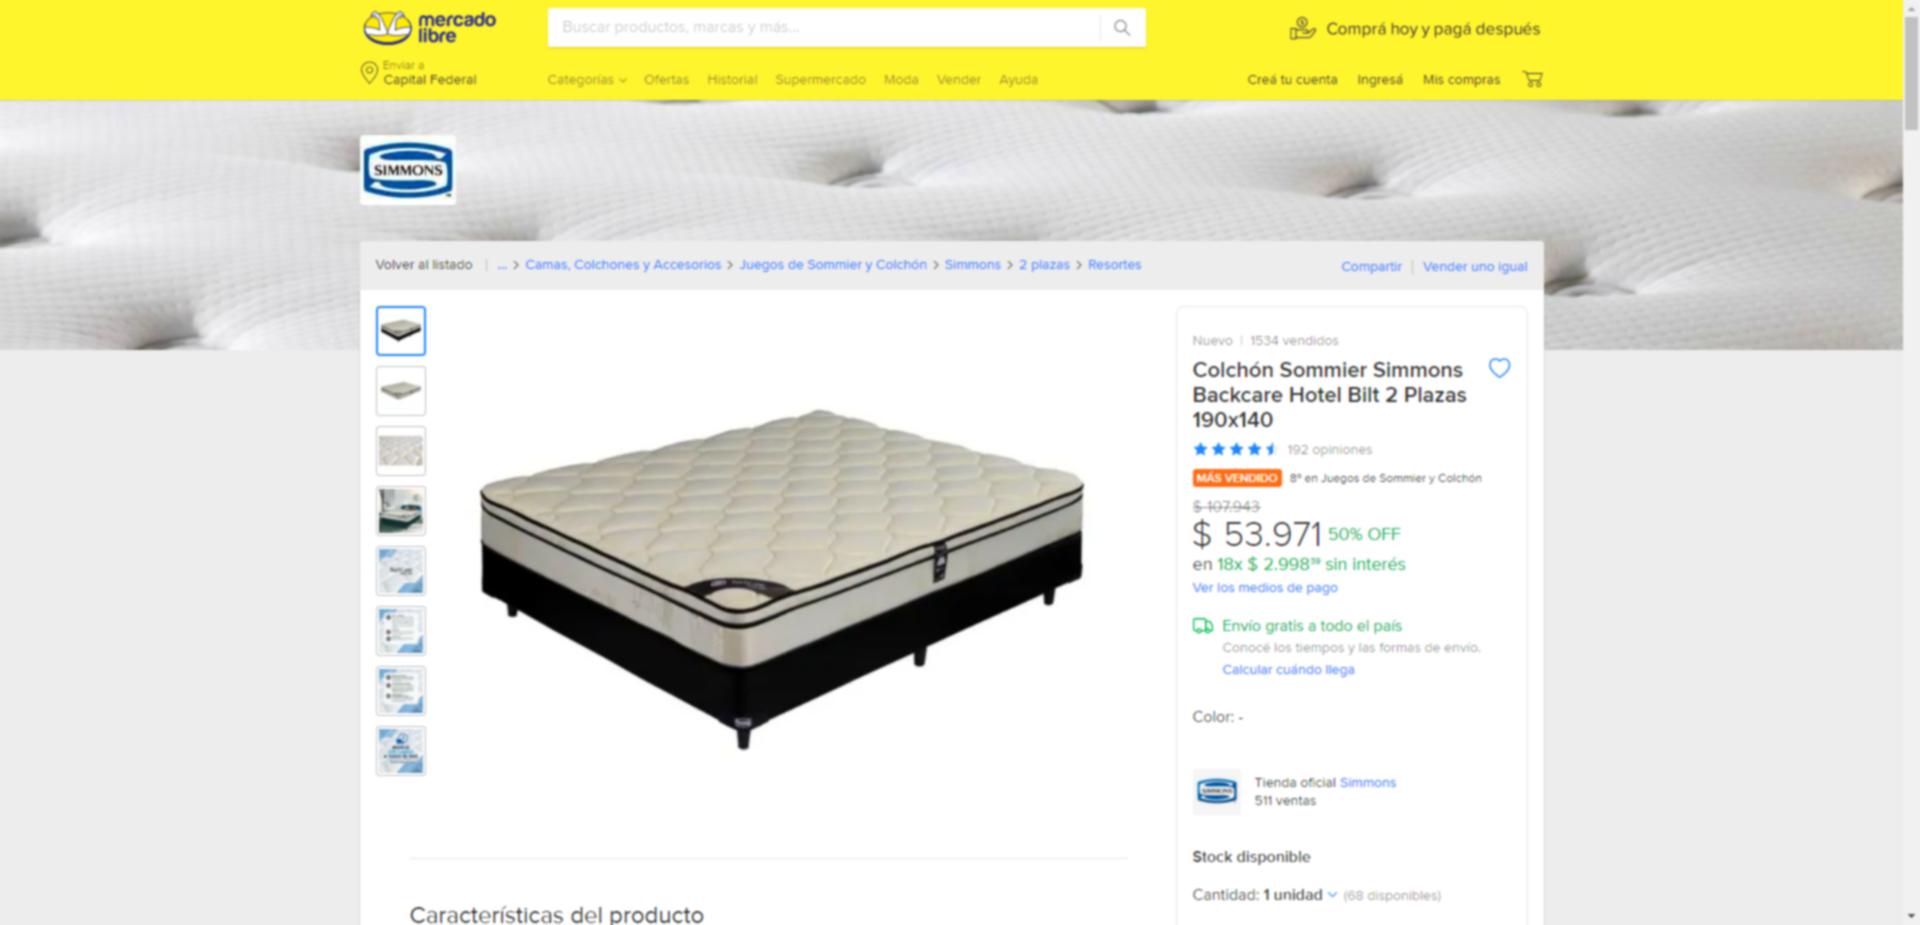 mercado
libre
Buscar productos, marcas y más...
Comprá hoy y pagá después
Enviar a
Capital Federal
Categorías
Ofertas
Historial
Supermercado
Moda
Vender
Ayuda
Creá tu cuenta
Ingresá
Mis compras
SIMMONS
Volver al listado | ... > Camas, Colchones y Accesorios > Juegos de Sommier y Colchón > Simmons > 2 plazas > Resortes
Compartir | Vender uno igual
Nuevo | 1534 vendidos
Colchón Sommier Simmons
Backcare Hotel Bilt 2 Plazas
190x140
192 opiniones
MÁS VENDIDO 8º en Juegos de Sommier y Colchón
$ 107.943
$ 53.971 50% OFF
en 18x $ 2.998 sin interés
Ver los medios de pago
Envío gratis a todo el país
Conocé los tiempos y las formas de envío.
Calcular cuándo llega
Color: -
SIMMONS
Tienda oficial Simmons
511 ventas
Stock disponible
Cantidad: 1 unidad (68 disponibles)
Características del producto